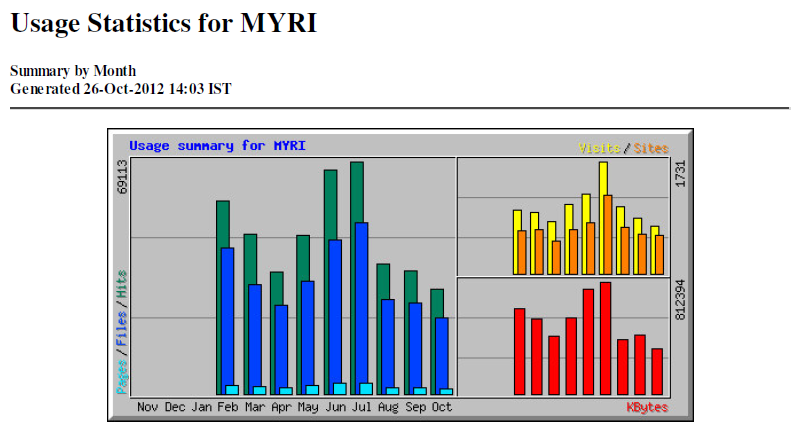 Usage Statistics for MYRI
Summary by Month
Generated 26-Oct-2012 14:03 IST
Usage summary for MYRI
Visits / Sites
69113
1731
Pages / Files / Hits
812394
Nov Dec Jan Feb Mar Apr May Jun Jul Aug Sep Oct
KBytes